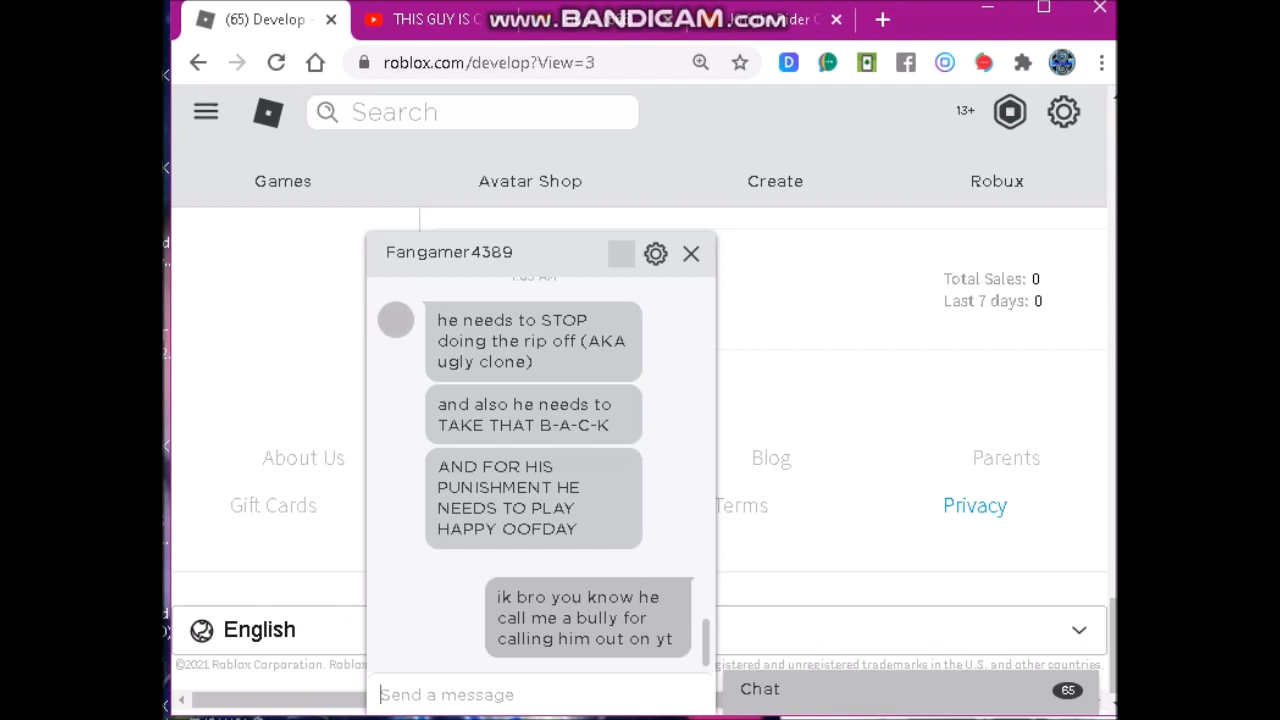 (65) Develop -
THIS GUY IS C
www.BANDICAM.com
Rider C
roblox.com/develop?View=3
Search
13+
Games
Avatar Shop
Create
Robux
Fangamer4389
he needs to STOP
doing the rip off (AKA
ugly clone)
and also he needs to
TAKE THAT B-A-C-K
AND FOR HIS
PUNISHMENT HE
NEEDS TO PLAY
HAPPY OOFDAY
ik bro you know he
call me a bully for
calling him out on yt
Send a message
Total Sales: 0
Last 7 days: 0
About Us
Blog
Parents
Gift Cards
Terms
Privacy
English
©2021 Roblox Corporation. Roblox
gistered and unregistered trademarks in the U.S. and other countries.
Chat
65